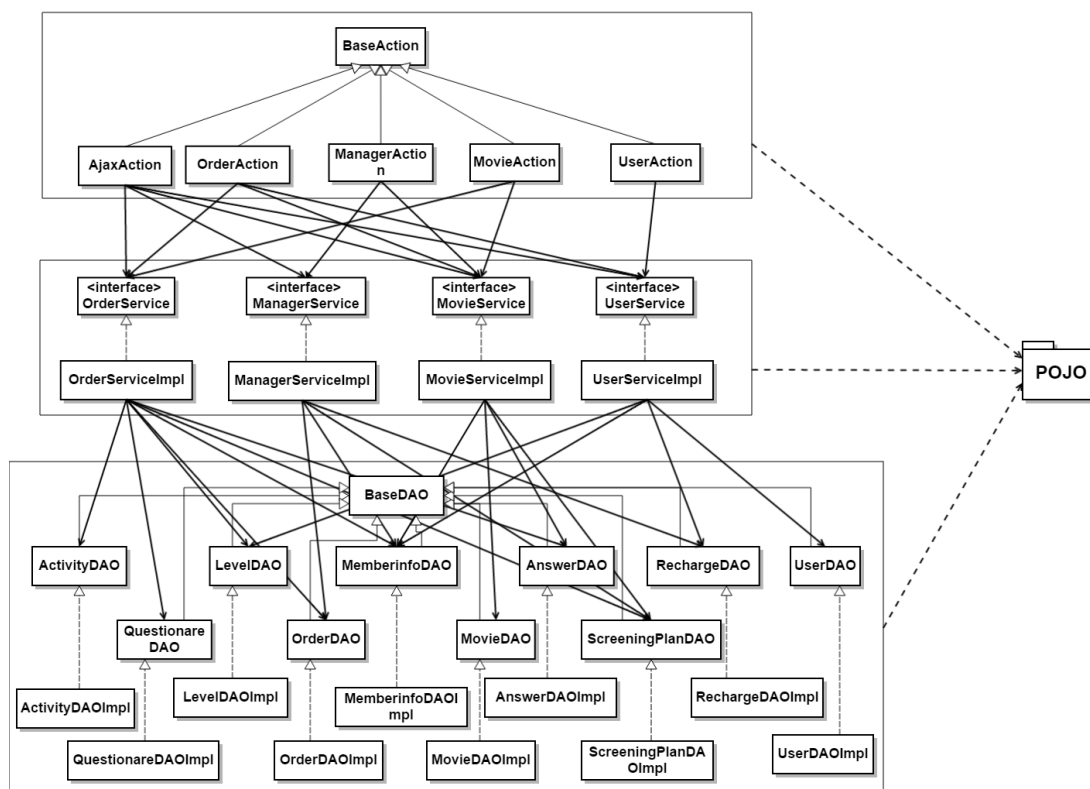 BaseAction
AjaxAction
OrderAction
ManagerActio
n
MovieAction
UserAction
<interface>
OrderService
<interface>
ManagerService
<interface>
MovieService
<interface>
UserService
OrderServiceImpl
ManagerServiceImpl
MovieServiceImpl
UserServiceImpl
POJO
BaseDAO
ActivityDAO
LevelDAO
MemberinfoDAO
AnswerDAO
RechargeDAO
UserDAO
Questionare
DAO
OrderDAO
MovieDAO
ScreeningPlanDAO
ActivityDAOImpl
LevelDAOImpl
MemberinfoDAOI
mpl
AnswerDAOImpl
RechargeDAOImpl
QuestionareDAOImpl
OrderDAOImpl
MovieDAOImpl
ScreeningPlanDA
OImpl
UserDAOImpl